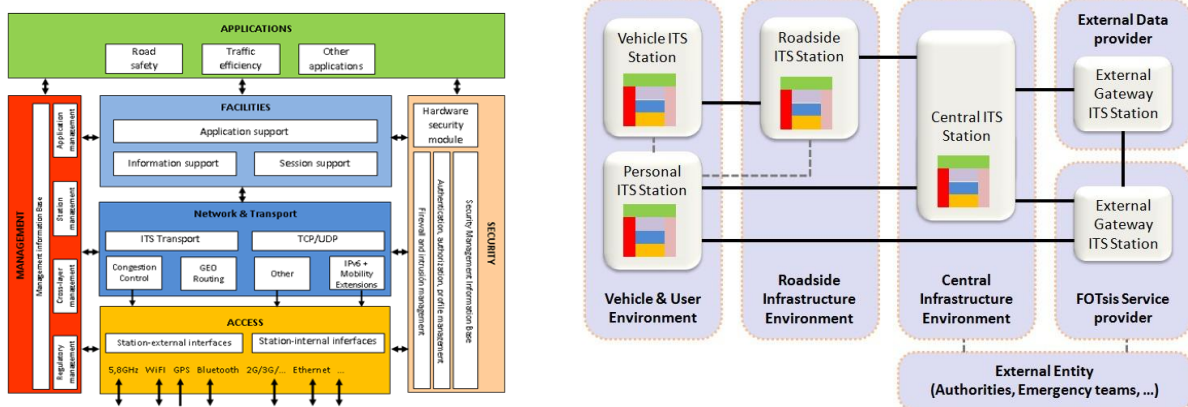 APPLICATIONS
Road
safety
Traffic
efficiency
Other
applications
MANAGEMENT
Management Information Base
Application
management
Station
management
Cross-layer
management
Regulatory
management
FACILITIES
Application support
Information support
Session support
Network & Transport
ITS Transport
TCP/UDP
Congestion
Control
GEO
Routing
Other
IPv6 +
Mobility
Extensions
ACCESS
Station-external interfaces
Station-internal inferfaces
5,8GHz WiFI GPS Bluetooth 2G/3G/... Ethernet ...
Hardware
security
module
Firewall and intrusion management
Authentication, authorization, profile management
Security Management Information Base
SECURITY
Vehicle ITS
Station
Personal
ITS Station
Vehicle & User
Environment
Roadside
ITS Station
Roadside
Infrastructure
Environment
Central ITS
Station
Central
Infrastructure
Environment
External Data
provider
External
Gateway
ITS Station
External
Gateway
ITS Station
FOTsis Service
provider
External Entity
(Authorities, Emergency teams, ...)